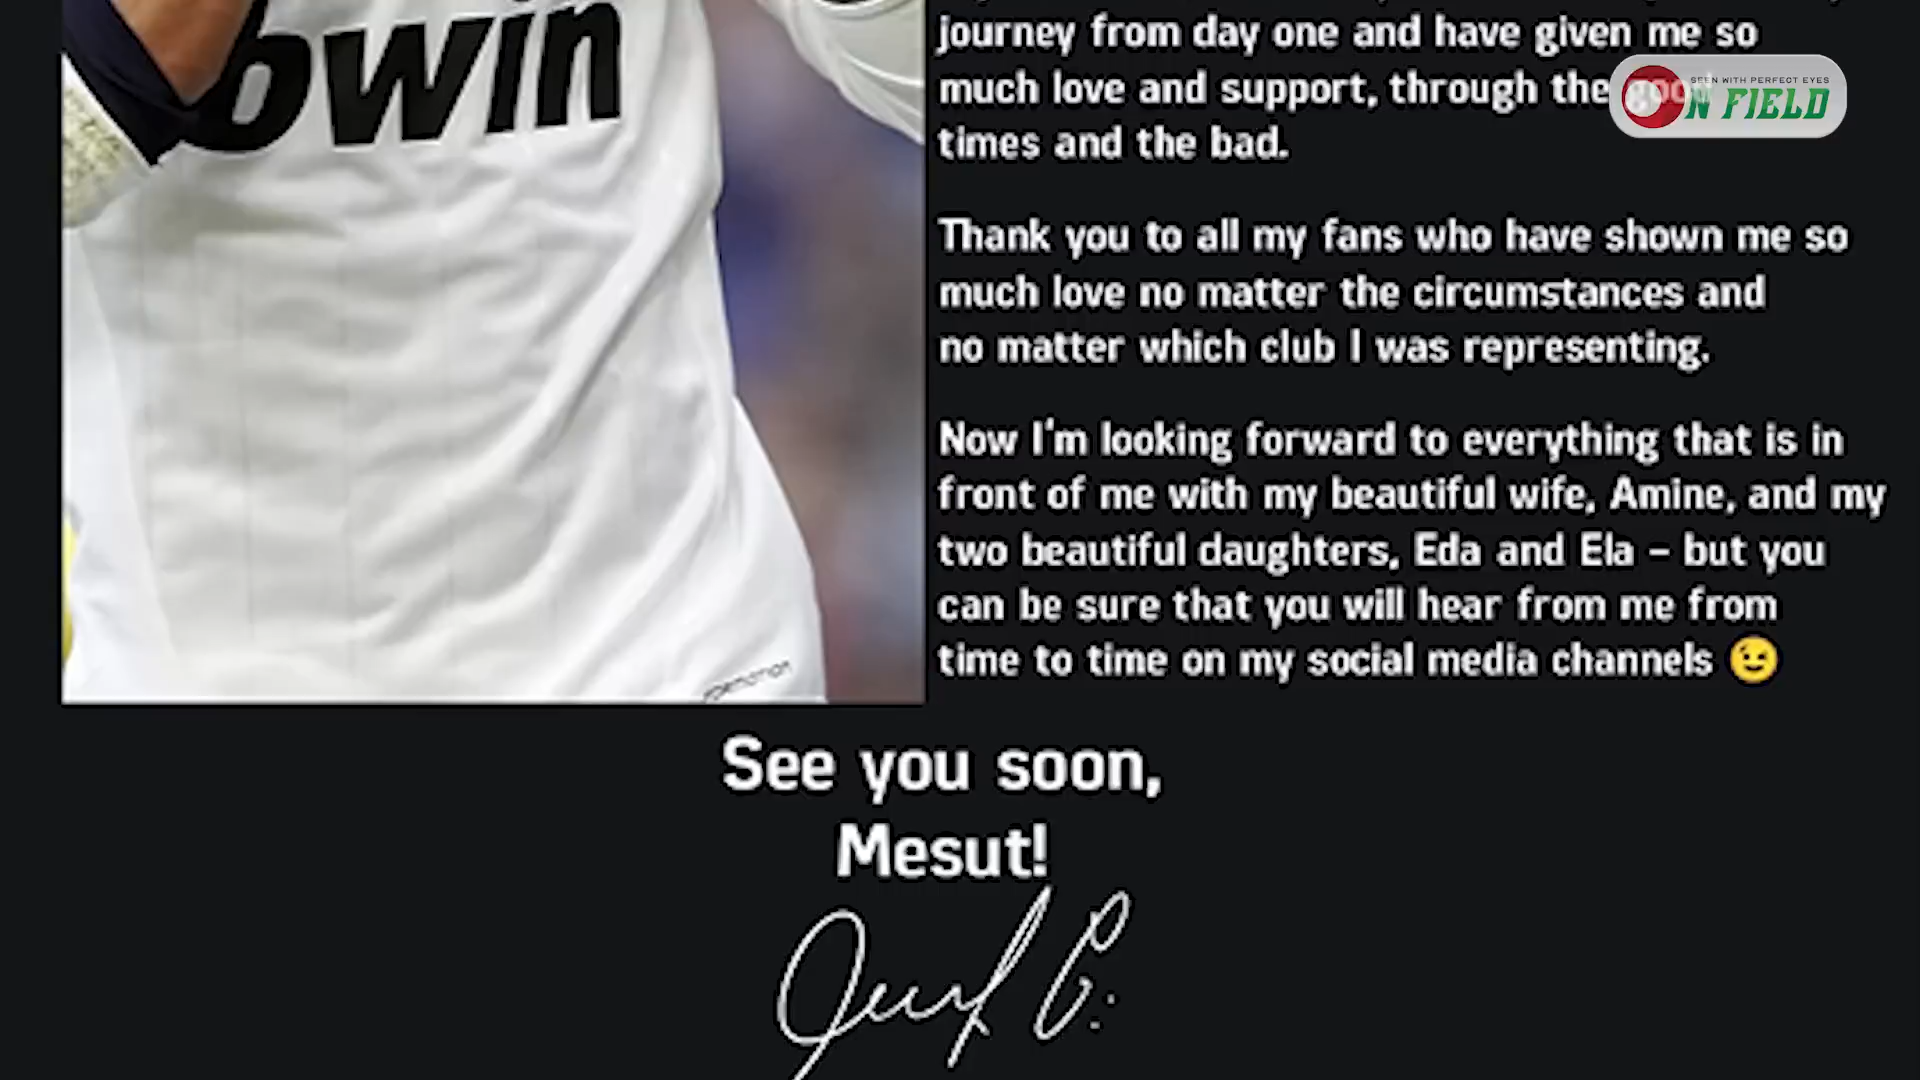 bwin
journey from day one and have given me so
much love and support, through the good
times and the bad.
SEEN WITH PERFECT EYES
N FIELD
Thank you to all my fans who have shown me so
much love no matter the circumstances and
no matter which club I was representing.
Now I'm looking forward to everything that is in
front of me with my beautiful wife, Amine, and my
two beautiful daughters, Eda and Ela – but you
can be sure that you will hear from me from
time to time on my social media channels 😉
See you soon,
Mesut!